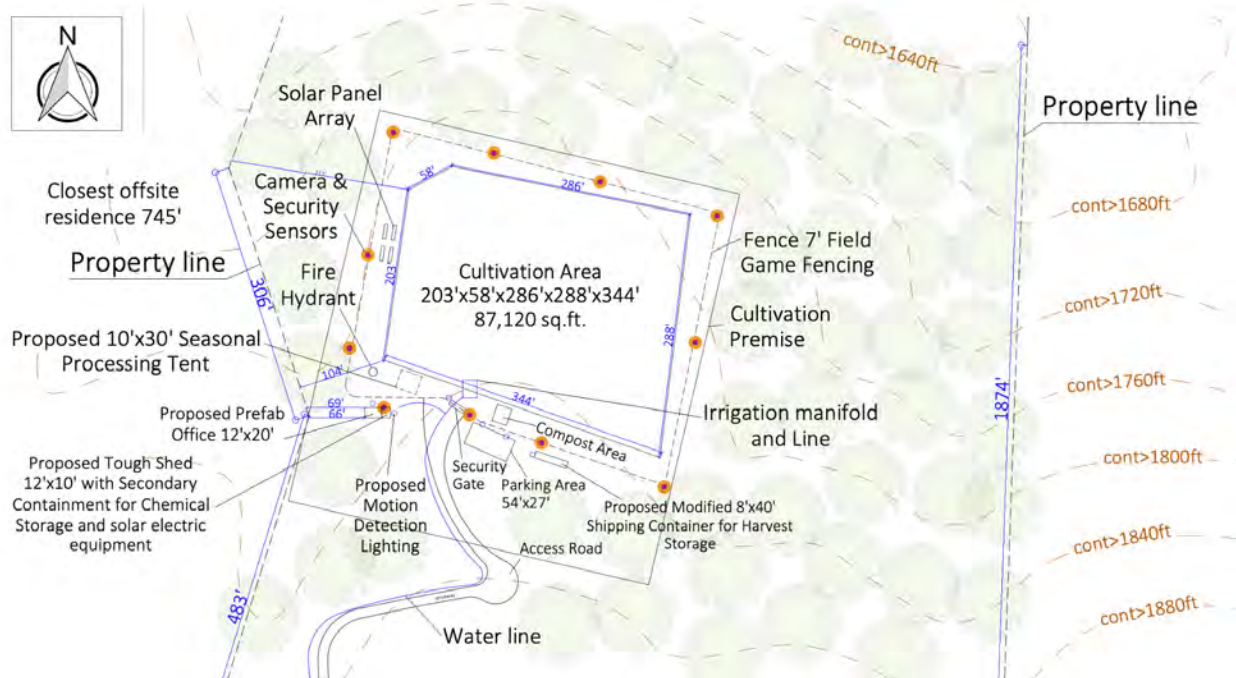 N
cont>1640ft
Solar Panel
Array
Property line
58'
286'
Closest offsite
residence 745'
Camera &
Security
Sensors
cont>1680ft
Fence 7' Field
Game Fencing
Property line
Cultivation Area
203'x58'x286'x288'x344'
87,120 sq.ft.
203
Fire
Hydrant
306'
cont>1720ft
Cultivation
Premise
288'
Proposed 10'x30' Seasonal
Processing Tent
104'
cont>1760ft
1874'
344'
69'
66'
Proposed Prefab
Office 12'x20'
Irrigation manifold
and Line
Compost Area
cont>1800ft
Proposed Tough Shed
12'x10' with Secondary
Containment for Chemical
Storage and solar electric
equipment
Security
Gate
Parking Area
54'x27'
Proposed
Motion
Detection
Lighting
Proposed Modified 8'x40'
Shipping Container for Harvest
Storage
Access Road
cont>1840ft
483'
cont>1880ft
Water line